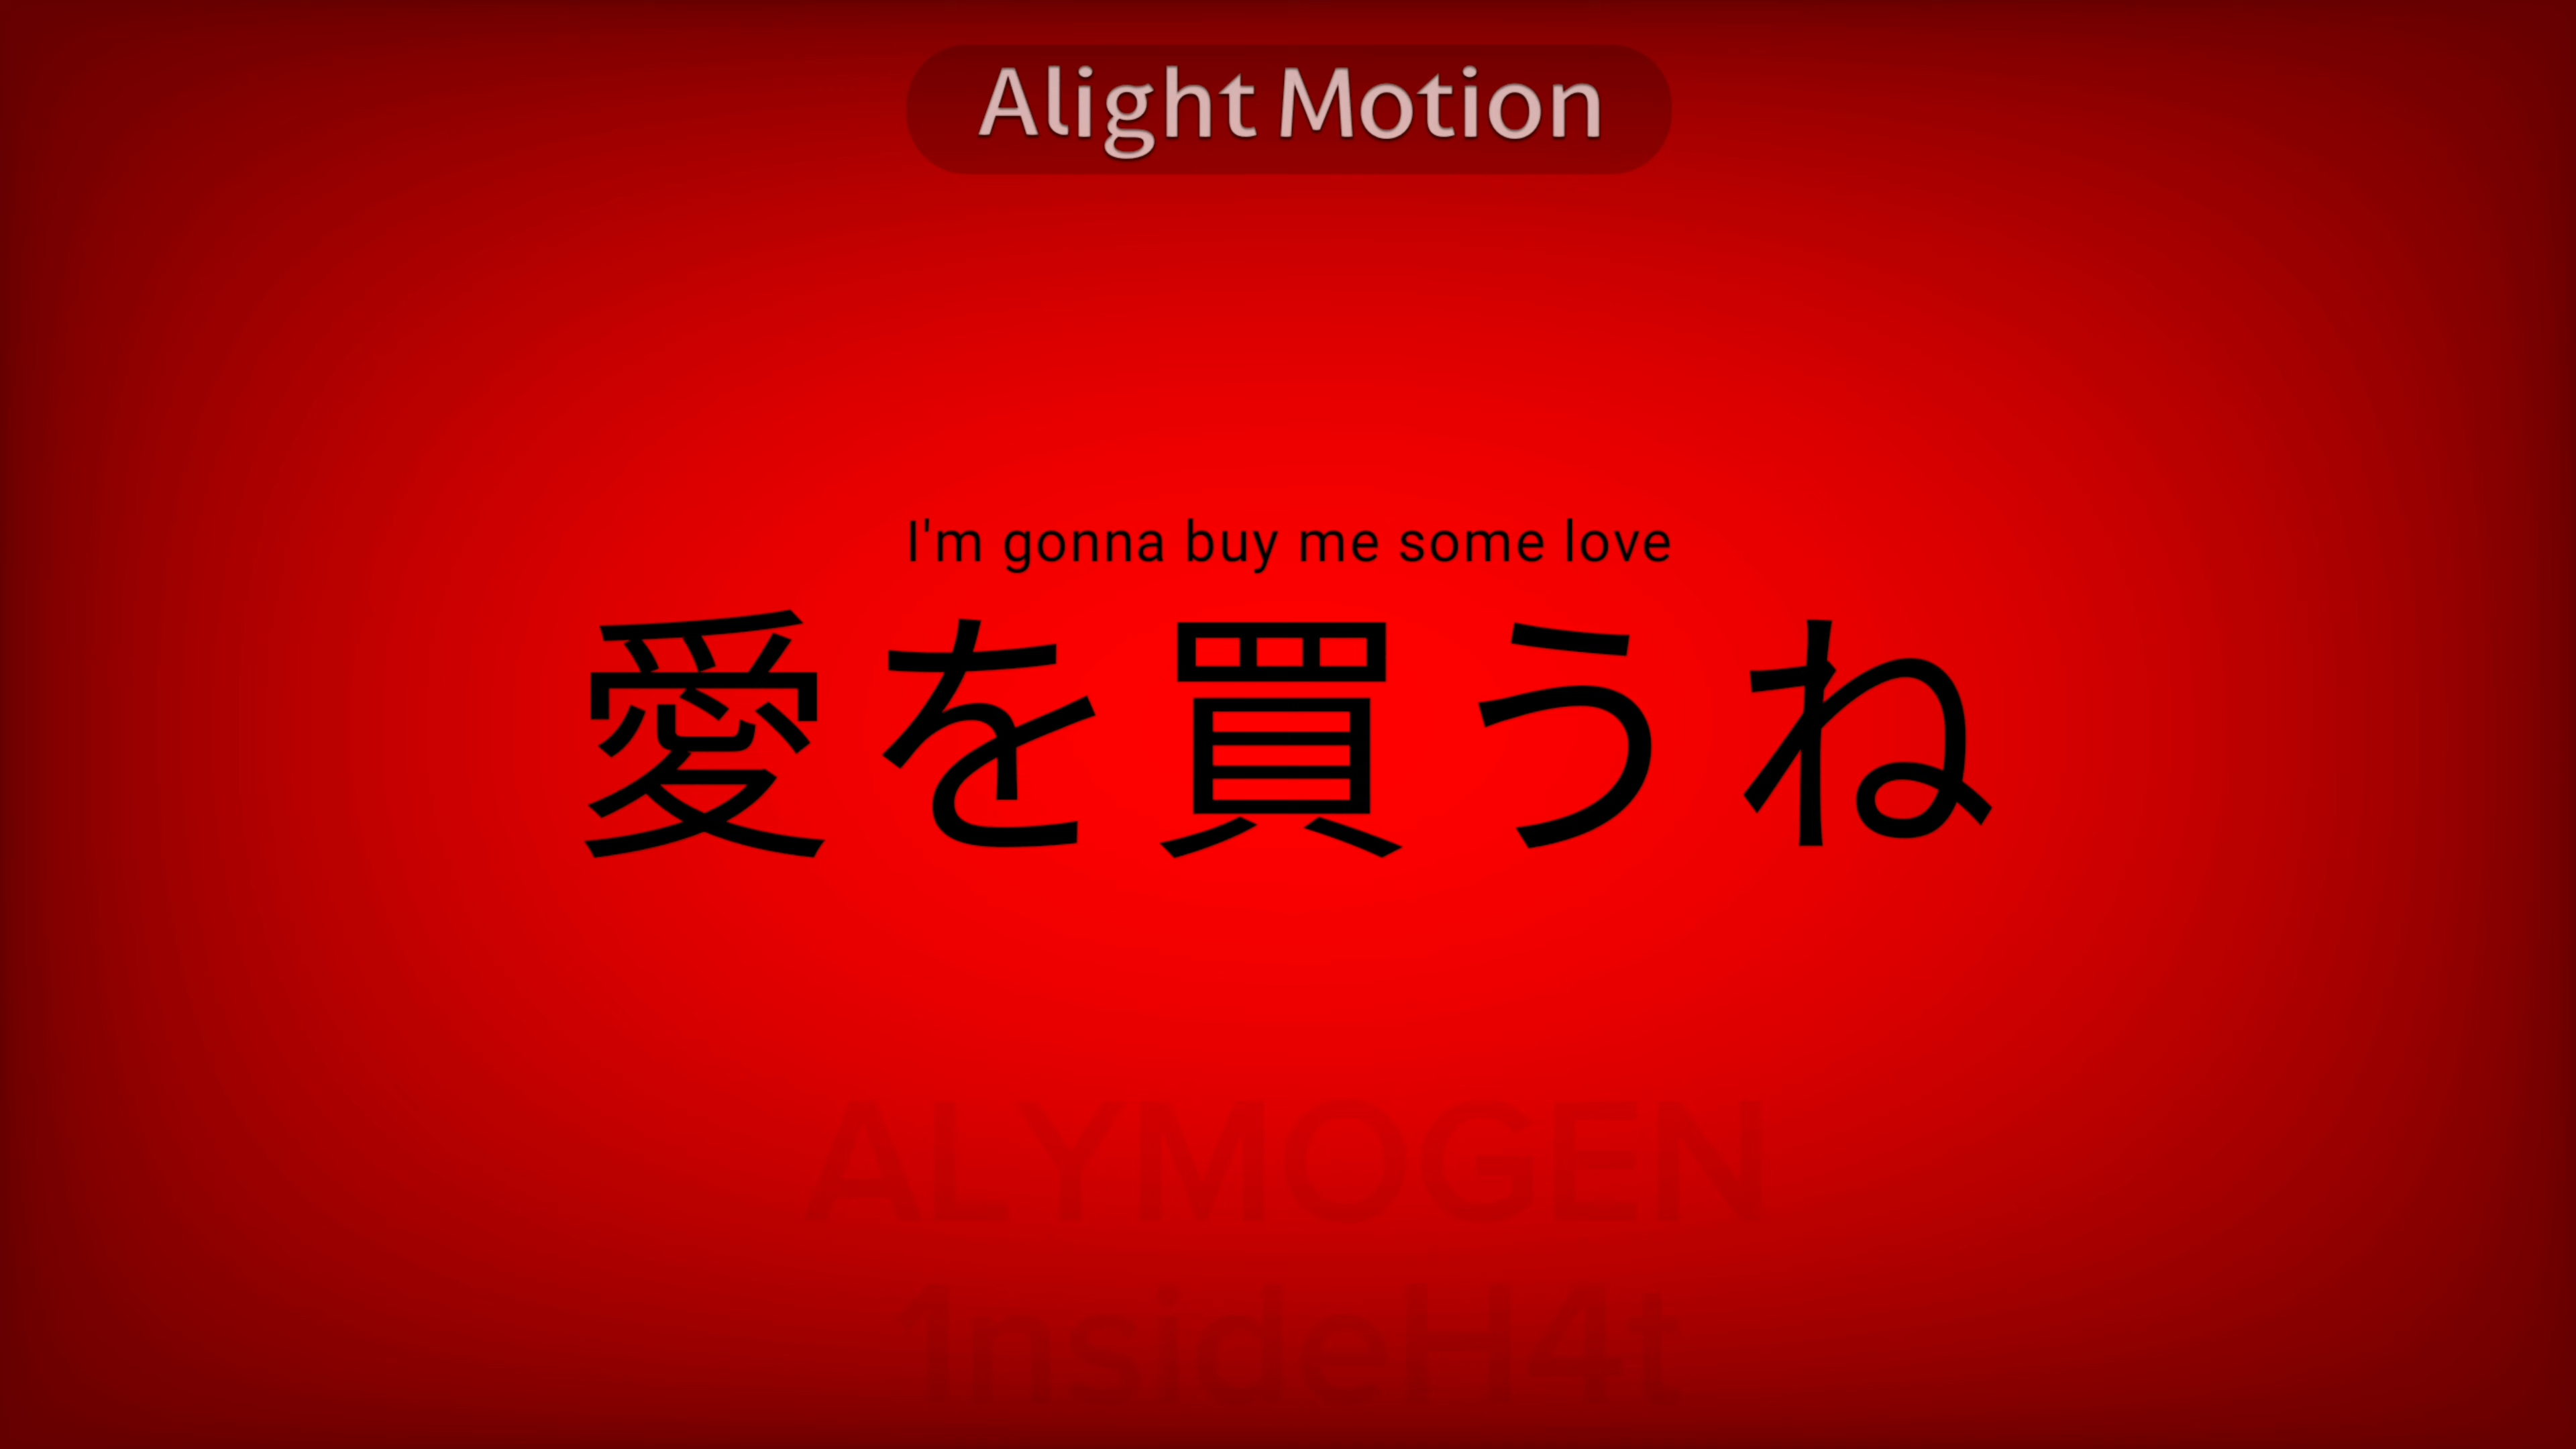 Alight Motion
I'm gonna buy me some love
愛を買うね
ALYMOGEN
1nsideH4t